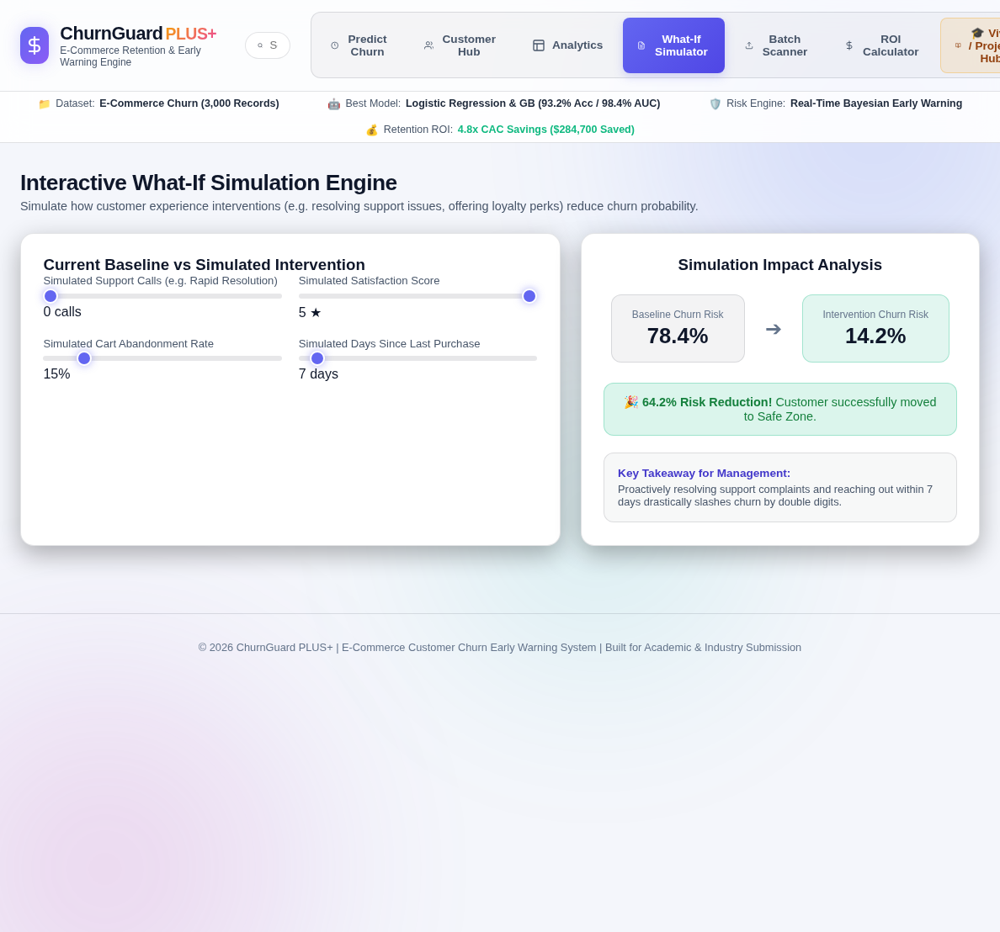 ChurnGuard PLUS+
E-Commerce Retention & Early
Warning Engine
S
Predict
Churn
Customer
Hub
Analytics
What-If
Simulator
Batch
Scanner
ROI
Calculator
🎓
/
Hub
📁 Dataset: E-Commerce Churn (3,000 Records)
🤖 Best Model: Logistic Regression & GB (93.2% Acc / 98.4% AUC)
🛡️ Risk Engine: Real-Time Bayesian Early Warning
💰 Retention ROI: 4.8x CAC Savings ($284,700 Saved)
Interactive What-If Simulation Engine
Simulate how customer experience interventions (e.g. resolving support issues, offering loyalty perks) reduce churn probability.
Current Baseline vs Simulated Intervention
Simulated Support Calls (e.g. Rapid Resolution)
0 calls
Simulated Satisfaction Score
5 ★
Simulated Cart Abandonment Rate
15%
Simulated Days Since Last Purchase
7 days
Simulation Impact Analysis
Baseline Churn Risk
78.4%
➔
Intervention Churn Risk
14.2%
🎉 64.2% Risk Reduction! Customer successfully moved
to Safe Zone.
Key Takeaway for Management:
Proactively resolving support complaints and reaching out within 7
days drastically slashes churn by double digits.
© 2026 ChurnGuard PLUS+ | E-Commerce Customer Churn Early Warning System | Built for Academic & Industry Submission